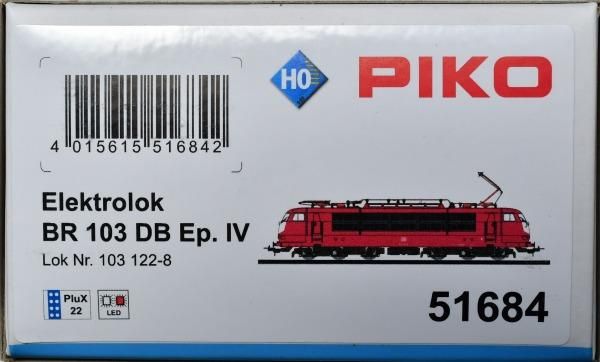 H0
PIKO
4 015615 516842
Elektrolok
BR 103 DB Ep. IV
Lok Nr. 103 122-8
PluX
22
LED
51684